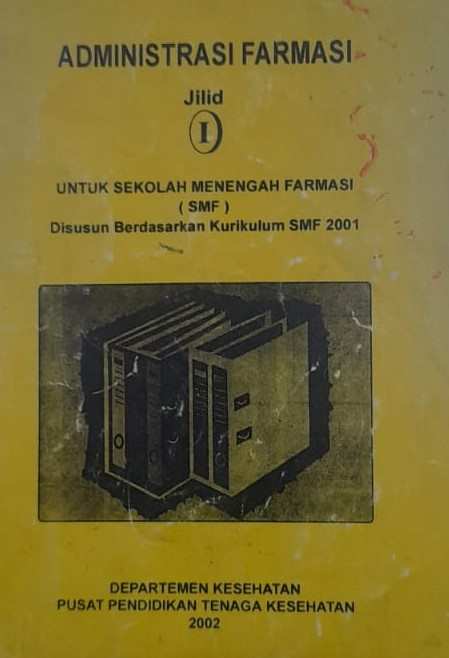 ADMINISTRASI FARMASI
Jilid
I
UNTUK SEKOLAH MENENGAH FARMASI
( SMF )
Disusun Berdasarkan Kurikulum SMF 2001
DEPARTEMEN KESEHATAN
PUSAT PENDIDIKAN TENAGA KESEHATAN
2002